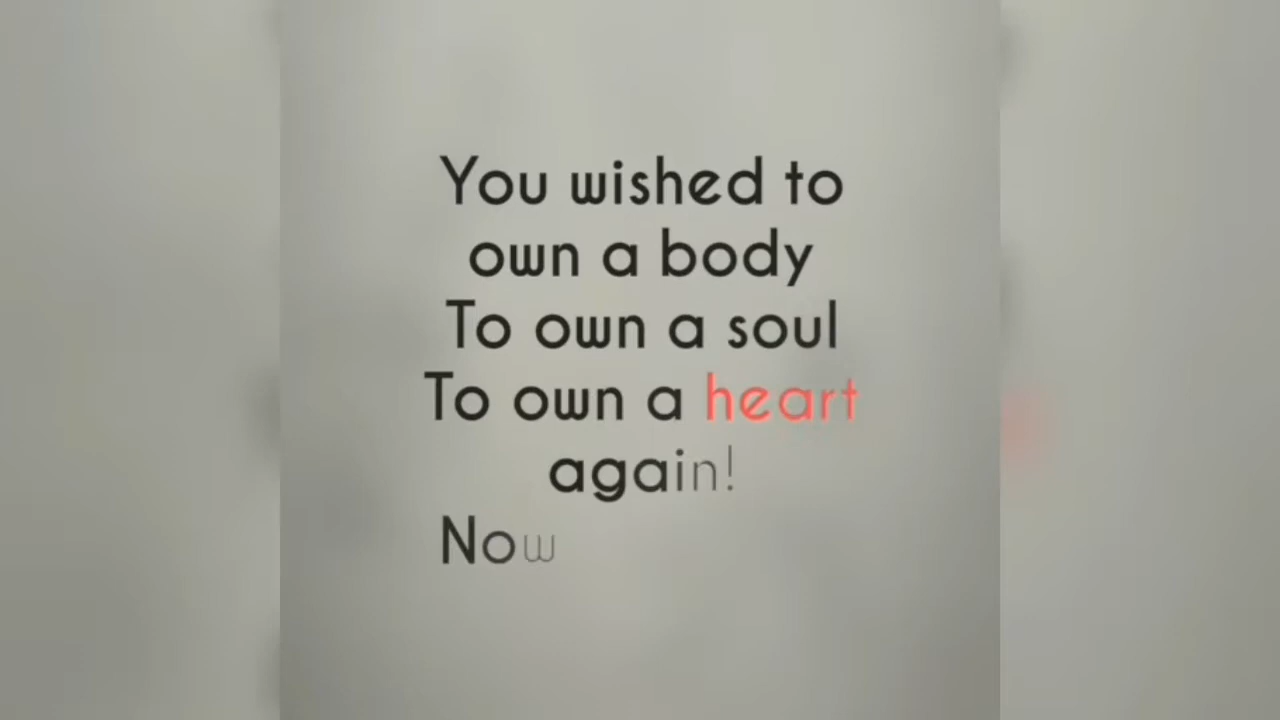 You wished to
own a body
To own a soul
To own a heart
again!
Now